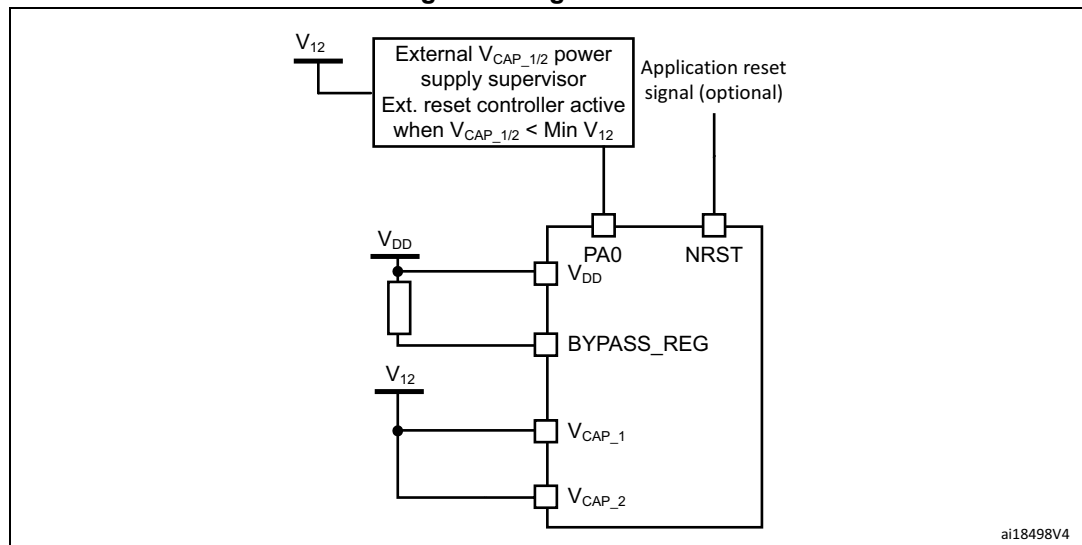 V12
External VCAP_1/2 power
supply supervisor
Ext. reset controller active
when VCAP_1/2 < Min V12
Application reset
signal (optional)
PA0
NRST
VDD
VDD
BYPASS_REG
V12
VCAP_1
VCAP_2
ai18498V4